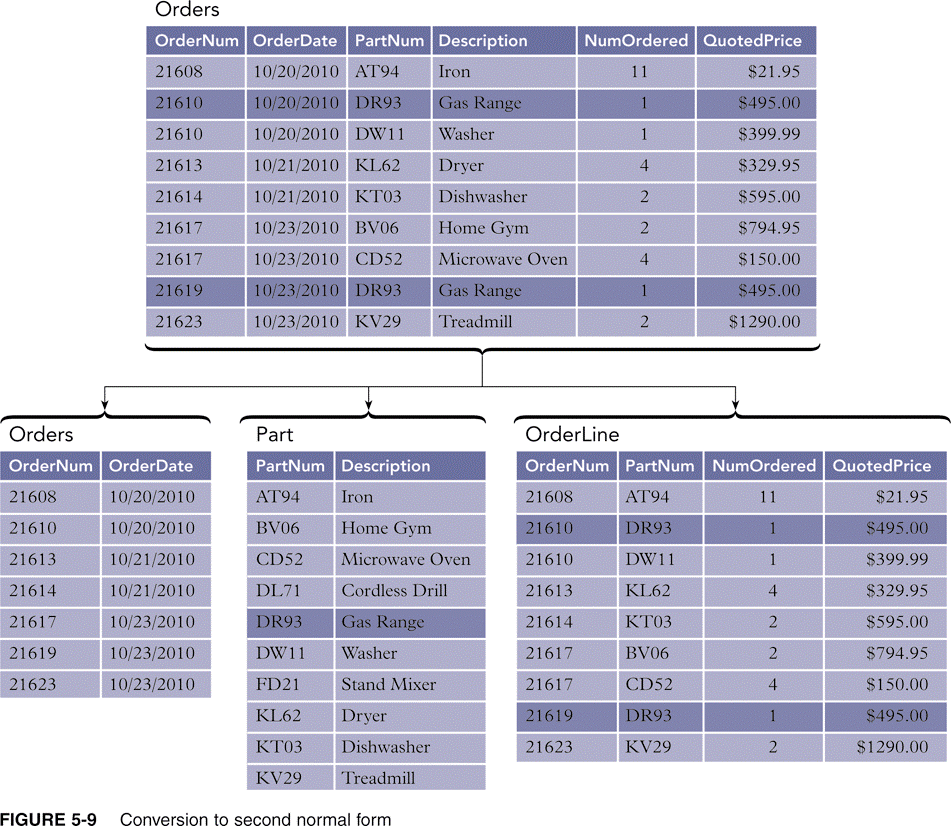 Orders
OrderNum OrderDate PartNum Description NumOrdered QuotedPrice
21608 10/20/2010 AT94 Iron 11 $21.95
21610 10/20/2010 DR93 Gas Range 1 $495.00
21610 10/20/2010 DW11 Washer 1 $399.99
21613 10/21/2010 KL62 Dryer 4 $329.95
21614 10/21/2010 KT03 Dishwasher 2 $595.00
21617 10/23/2010 BV06 Home Gym 2 $794.95
21617 10/23/2010 CD52 Microwave Oven 4 $150.00
21619 10/23/2010 DR93 Gas Range 1 $495.00
21623 10/23/2010 KV29 Treadmill 2 $1290.00
Orders
OrderNum OrderDate
21608 10/20/2010
21610 10/20/2010
21613 10/21/2010
21614 10/21/2010
21617 10/23/2010
21619 10/23/2010
21623 10/23/2010
Part
PartNum Description
AT94 Iron
BV06 Home Gym
CD52 Microwave Oven
DL71 Cordless Drill
DR93 Gas Range
DW11 Washer
FD21 Stand Mixer
KL62 Dryer
KT03 Dishwasher
KV29 Treadmill
OrderLine
OrderNum PartNum NumOrdered QuotedPrice
21608 AT94 11 $21.95
21610 DR93 1 $495.00
21610 DW11 1 $399.99
21613 KL62 4 $329.95
21614 KT03 2 $595.00
21617 BV06 2 $794.95
21617 CD52 4 $150.00
21619 DR93 1 $495.00
21623 KV29 2 $1290.00
FIGURE 5-9 Conversion to second normal form